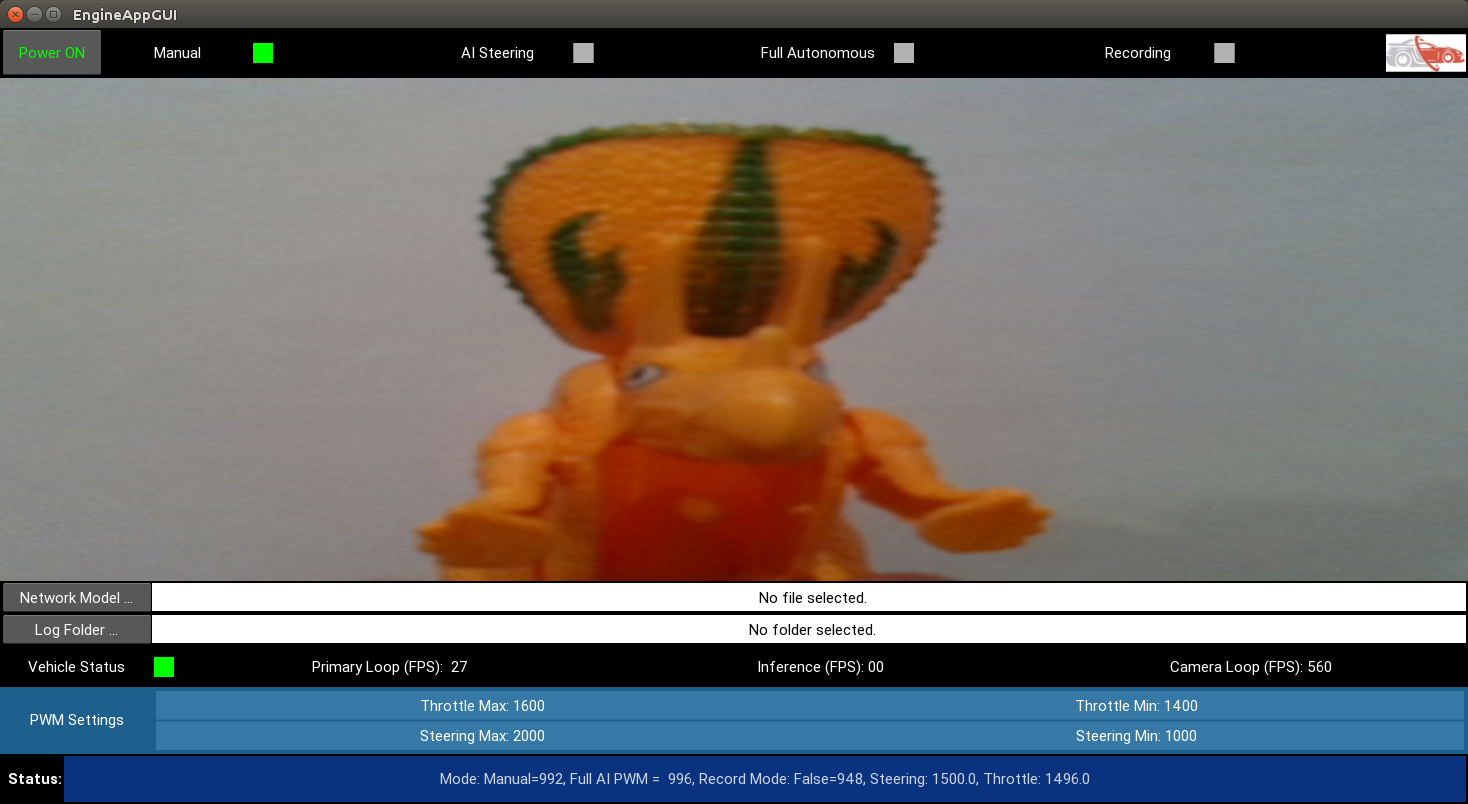 EngineAppGUI
Power ON Manual AI Steering Full Autonomous Recording
Network Model ... No file selected.
Log Folder ... No folder selected.
Vehicle Status Primary Loop (FPS): 27 Inference (FPS): 00 Camera Loop (FPS): 560
PWM Settings
Throttle Max: 1600 Throttle Min: 1400
Steering Max: 2000 Steering Min: 1000
Status: Mode: Manual=992, Full AI PWM = 996, Record Mode: False=948, Steering: 1500.0, Throttle: 1496.0